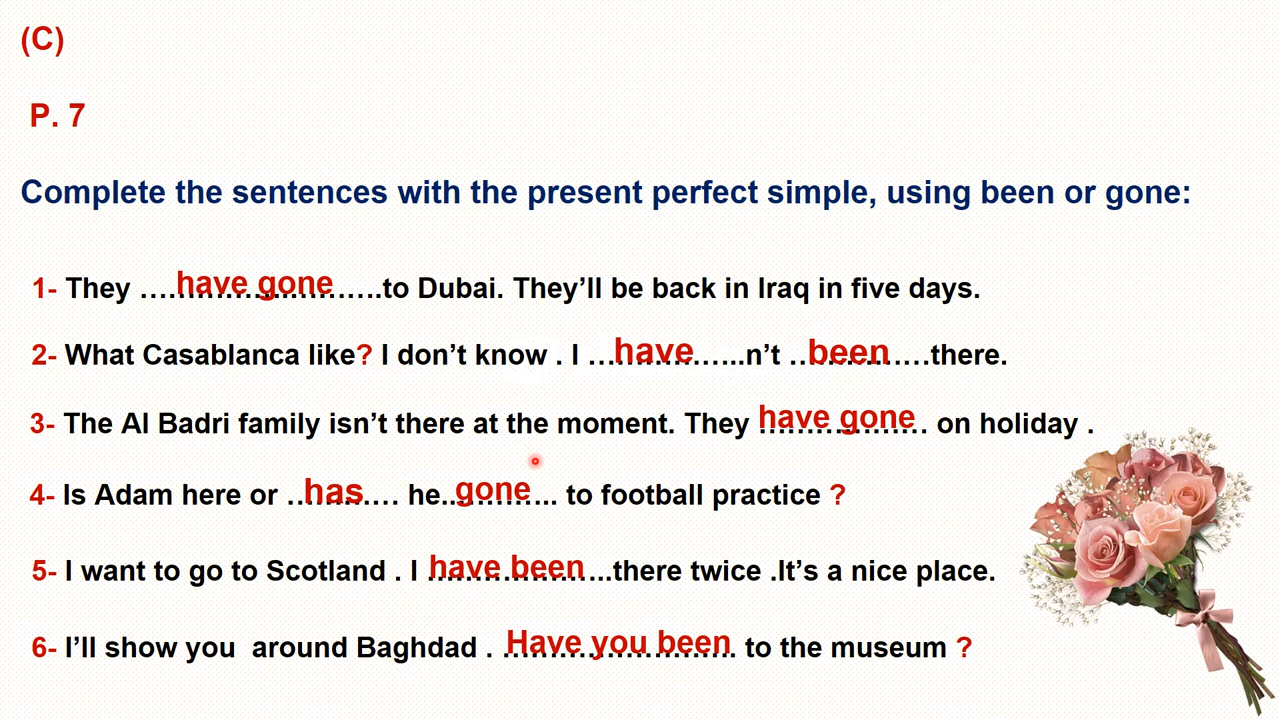 (C)
P. 7
Complete the sentences with the present perfect simple, using been or gone:
1- They ….have gone…..to Dubai. They’ll be back in Iraq in five days.
2- What Casablanca like? I don’t know . I …have…..n’t ..been…there.
3- The Al Badri family isn’t there at the moment. They have gone on holiday .
4- Is Adam here or ..has…. he..gone... to football practice ?
5- I want to go to Scotland . I have been..there twice .It’s a nice place.
6- I’ll show you around Baghdad . Have you been. to the museum ?